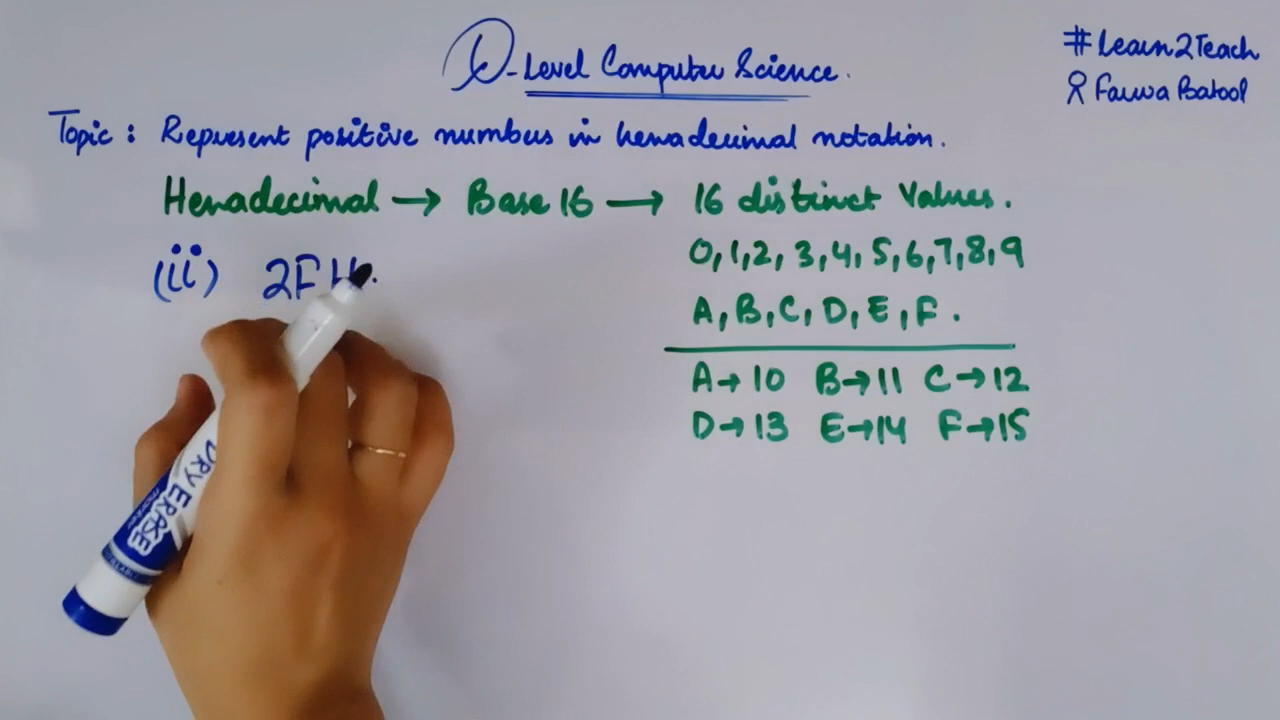 O-Level Computer Science.
#Learn2Teach
Farwa Batool
Topic: Represent positive numbers in hexadecimal notation.
Hexadecimal → Base 16 → 16 distinct values.
(ii) 2F
0,1,2,3,4,5,6,7,8,9
A,B,C,D,E,F.
A→10 B→11 C→12
D→13 E→14 F→15
DRY ERASE